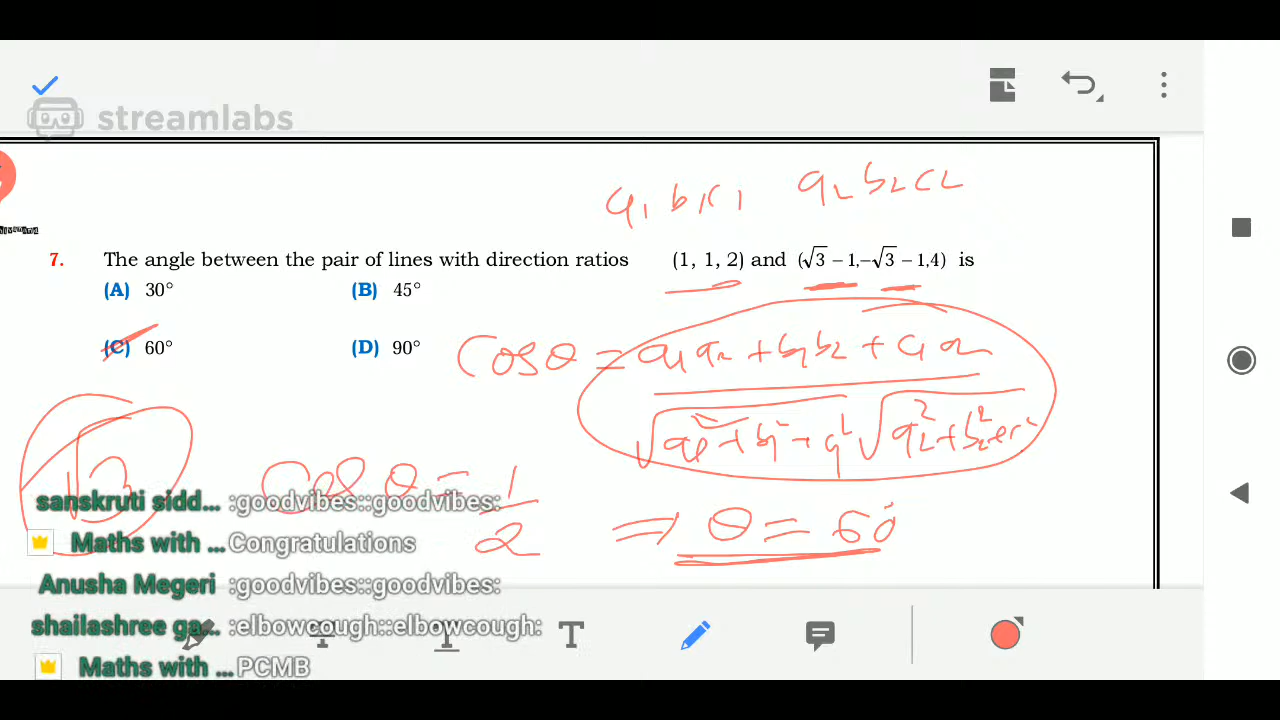 streamlabs
a₁ b₁ c₁ a₂ b₂ c₂
7. The angle between the pair of lines with direction ratios (1, 1, 2) and (√3 − 1,−√3 − 1,4) is
(A) 30° (B) 45°
(C) 60° (D) 90°
Cosθ = a₁a₂ + b₁b₂ + c₁c₂
√a₁² + b₁² + c₁² √a₂² + b₂² + c₂²
√3
Cos θ = 1/2 ⇒ θ = 60°
sanskruti sidd... :goodvibes::goodvibes:
Maths with ... Congratulations
Anusha Megeri :goodvibes::goodvibes:
shailashree ga... :elbowcough::elbowcough:
T T T
Maths with ... PCMB